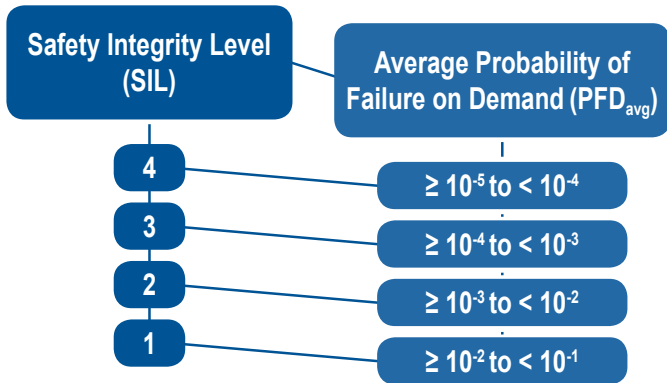 Safety Integrity Level
(SIL)
Average Probability of
Failure on Demand (PFDavg)
4
≥ 10⁻⁵ to < 10⁻⁴
3
≥ 10⁻⁴ to < 10⁻³
2
≥ 10⁻³ to < 10⁻²
1
≥ 10⁻² to < 10⁻¹